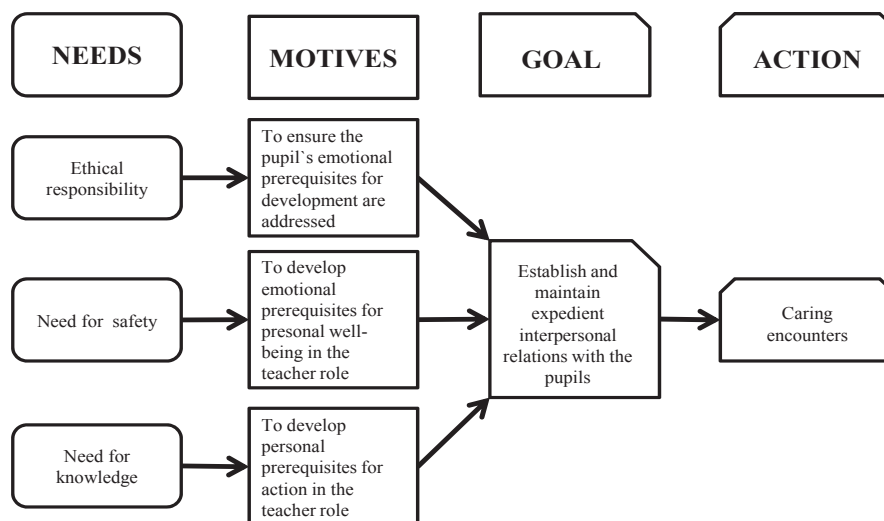 NEEDS
MOTIVES
GOAL
ACTION
Ethical
responsibility
To ensure the
pupil`s emotional
prerequisites for
development are
addressed
Need for safety
To develop
emotional
prerequisites for
presonal well-
being in the
teacher role
Need for
knowledge
To develop
personal
prerequisites for
action in the
teacher role
Establish and
maintain
expedient
interpersonal
relations with the
pupils
Caring
encounters